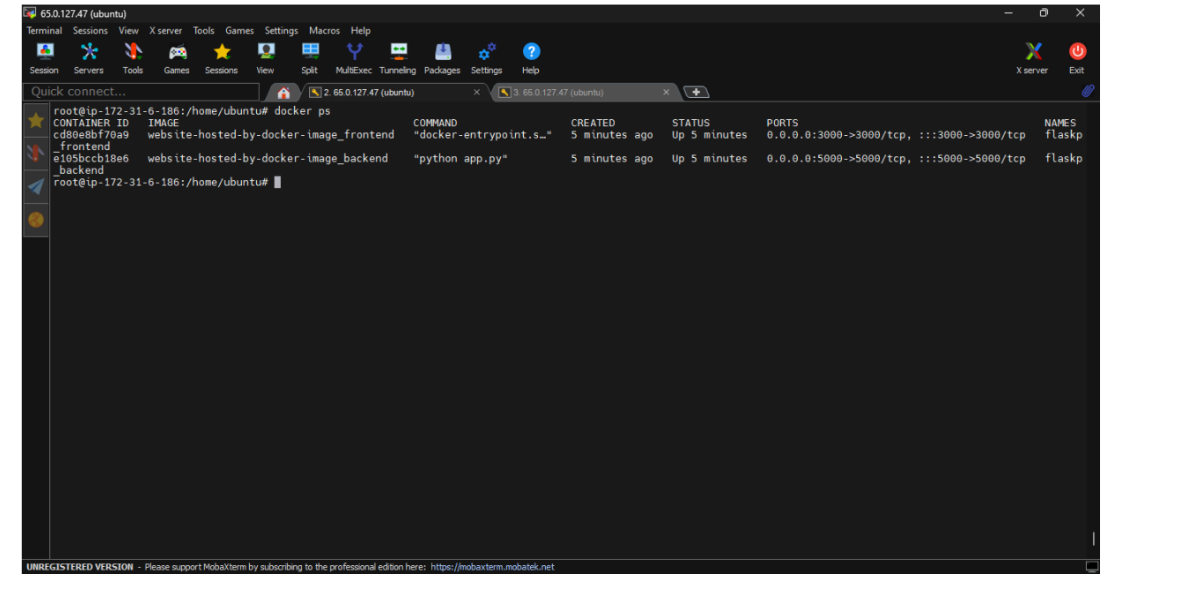 65.0.127.47 (ubuntu)
Terminal Sessions View X server Tools Games Settings Macros Help
Session Servers Tools Games Sessions View Split MultiExec Tunneling Packages Settings Help X server Exit
Quick connect... 2. 65.0.127.47 (ubuntu) 3. 65.0.127.47 (ubuntu)
root@ip-172-31-6-186:/home/ubuntu# docker ps
CONTAINER ID IMAGE COMMAND CREATED STATUS PORTS NAMES
cd80e8bf70a9 website-hosted-by-docker-image_frontend "docker-entrypoint.s…" 5 minutes ago Up 5 minutes 0.0.0.0:3000->3000/tcp, :::3000->3000/tcp flaskp
_frontend
e105bccb18e6 website-hosted-by-docker-image_backend "python app.py" 5 minutes ago Up 5 minutes 0.0.0.0:5000->5000/tcp, :::5000->5000/tcp flaskp
_backend
root@ip-172-31-6-186:/home/ubuntu#
UNREGISTERED VERSION - Please support MobaXterm by subscribing to the professional edition here: https://mobaxterm.mobatek.net